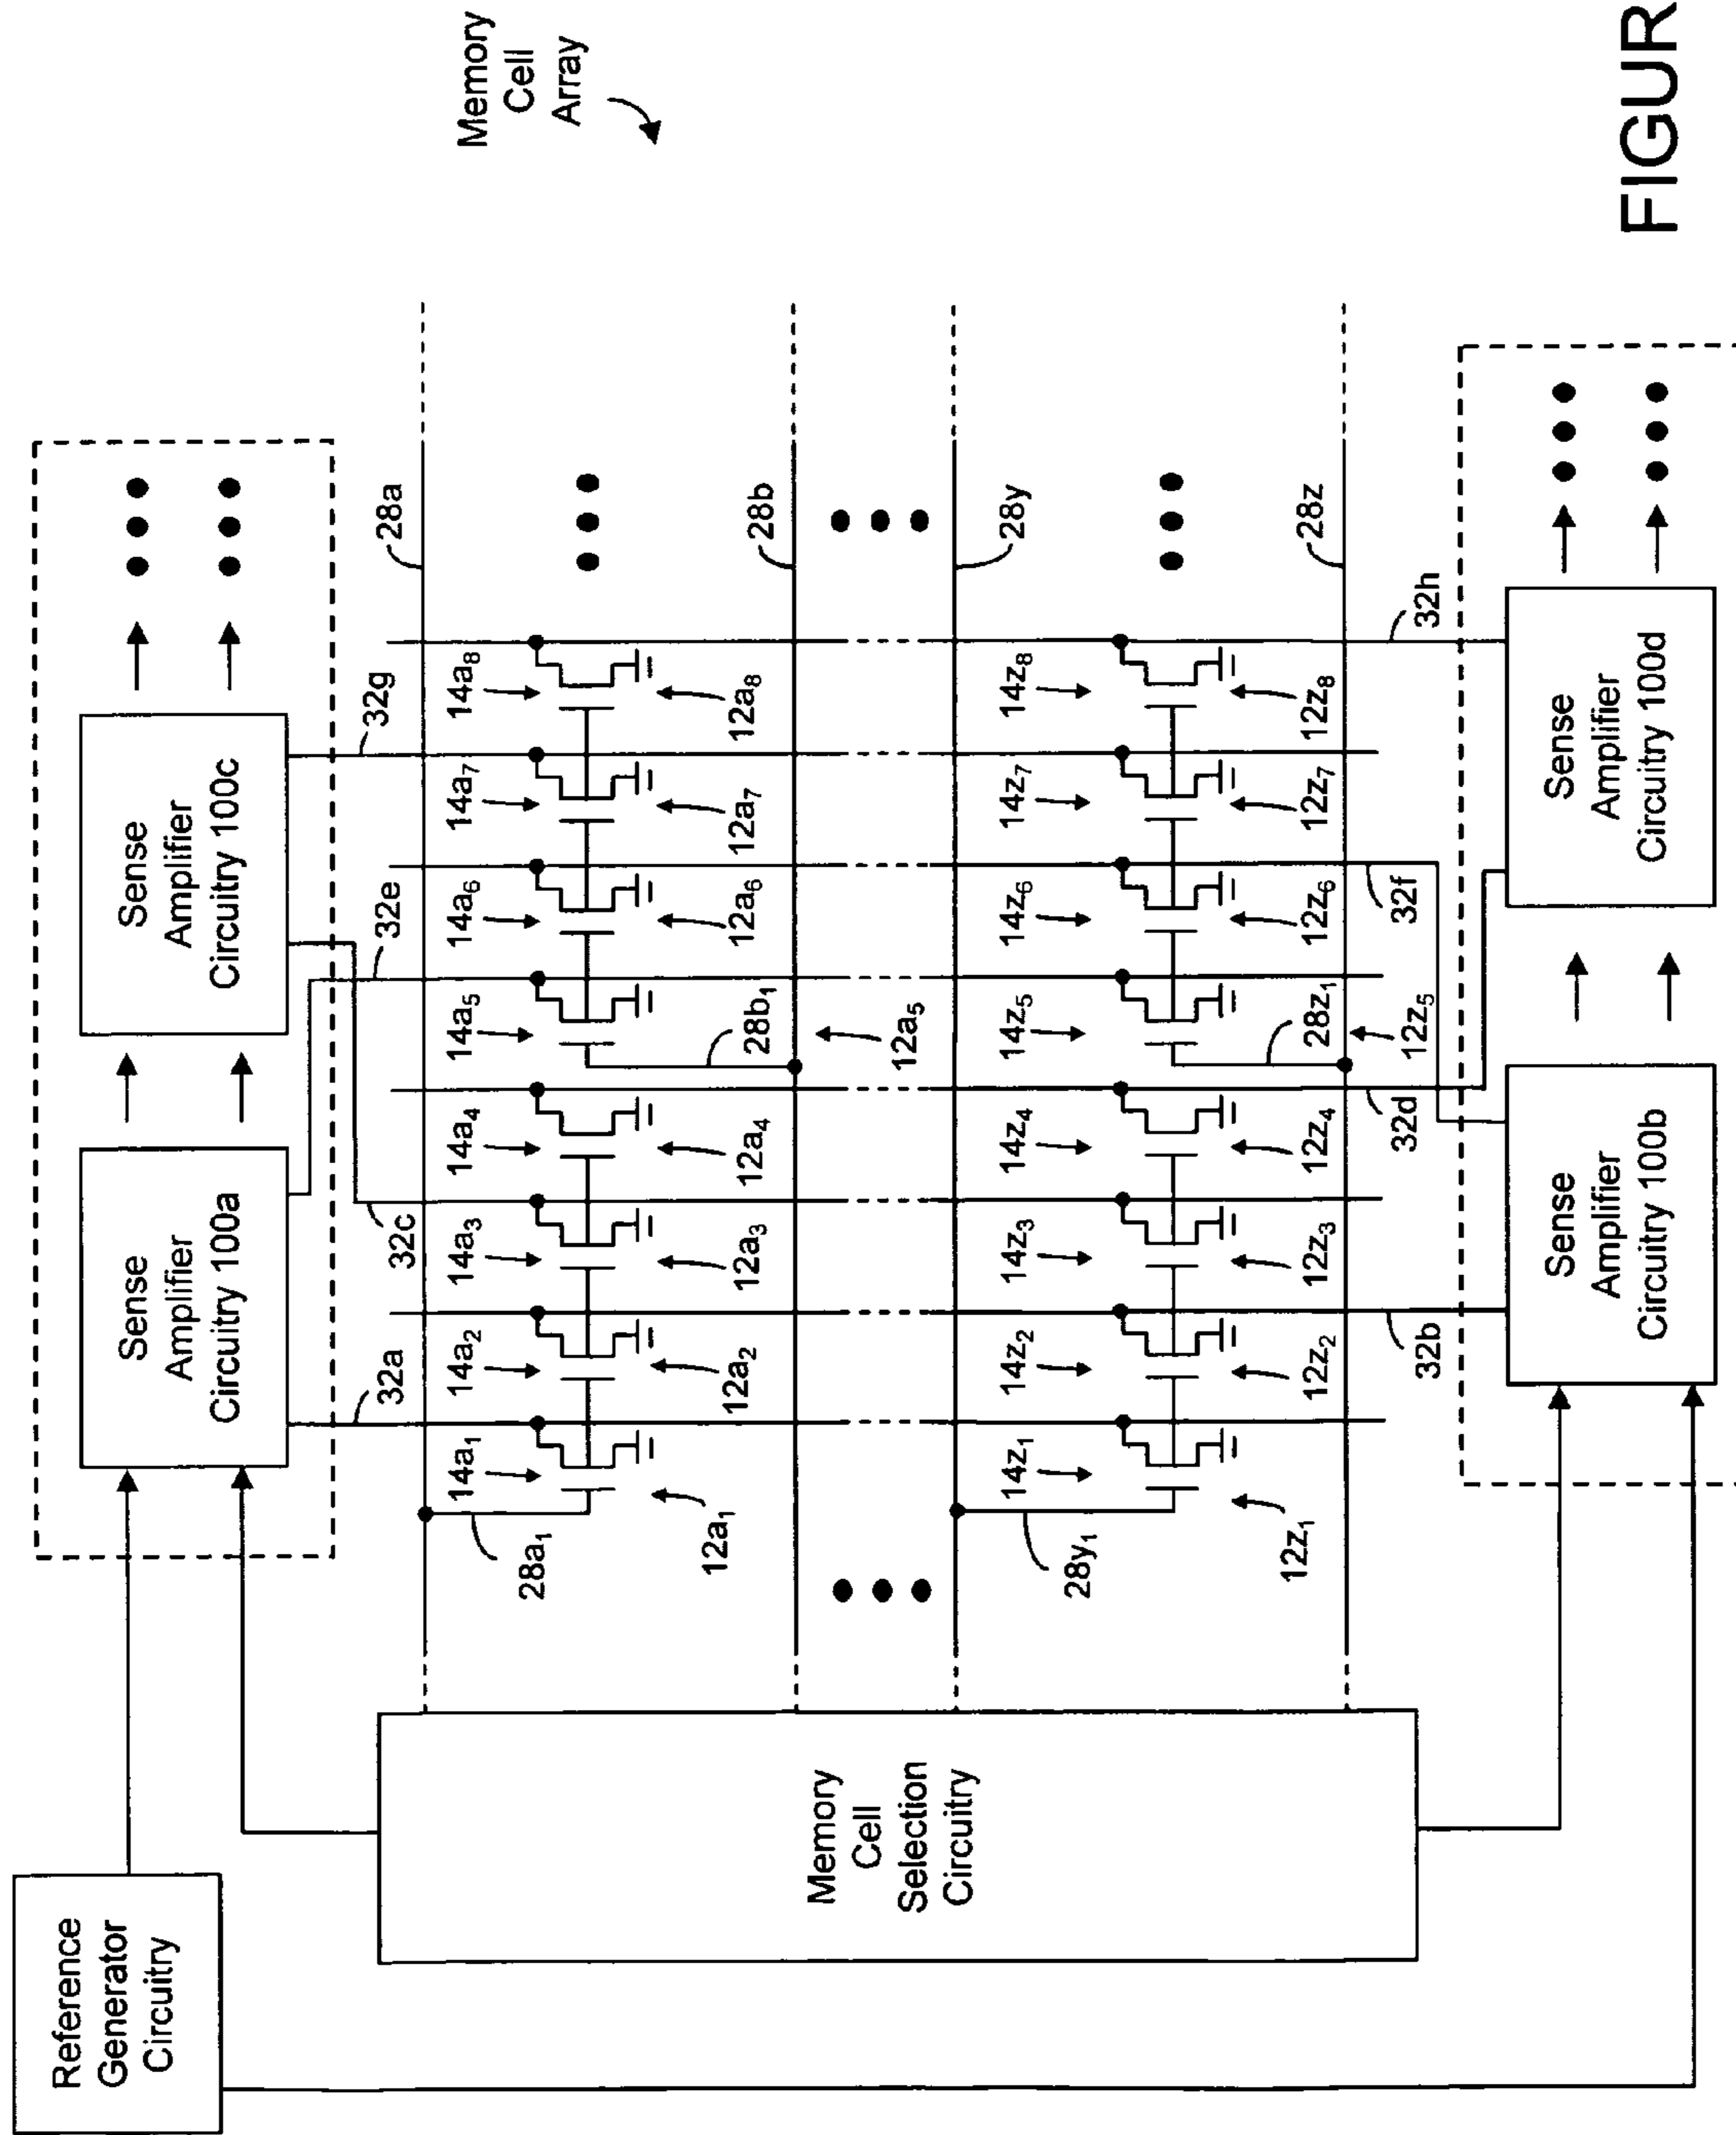 Reference
Generator
Circuitry
Sense
Amplifier
Circuitry 100a
Sense
Amplifier
Circuitry 100c
Memory
Cell
Array
32a
32c
32e
32g
28a
28a₁
14a₁
14a₂
14a₃
14a₄
14a₅
14a₆
14a₇
14a₈
12a₁
12a₂
12a₃
12a₄
28b₁
12a₆
12a₇
12a₈
12a₅
28b
Memory
Cell
Selection
Circuitry
28y
28y₁
14z₁
14z₂
14z₃
14z₄
14z₅
14z₆
14z₇
14z₈
12z₁
12z₂
12z₃
12z₄
28z₁
12z₆
12z₇
12z₈
12z₅
28z
32b
32d
32f
32h
Sense
Amplifier
Circuitry 100b
Sense
Amplifier
Circuitry 100d
FIGUR